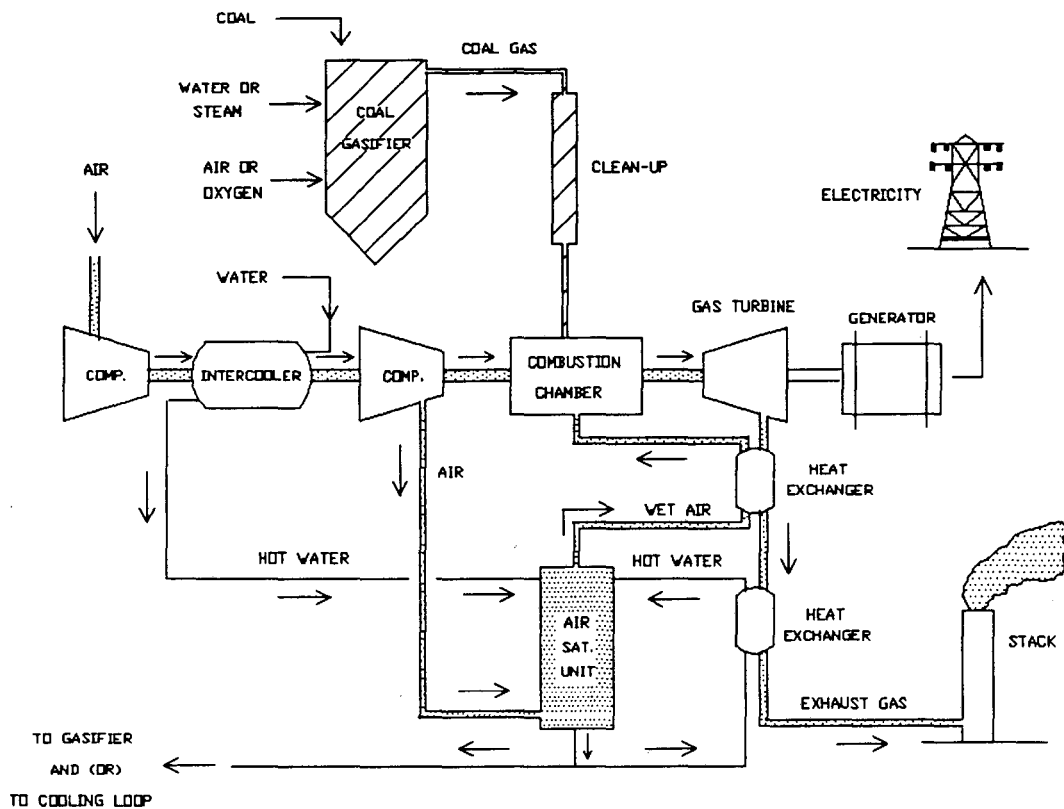 COAL
COAL GAS
WATER OR
STEAM
COAL
GASIFIER
AIR OR
OXYGEN
CLEAN-UP
AIR
ELECTRICITY
WATER
GAS TURBINE
GENERATOR
COMP.
INTERCOOLER
COMP.
COMBUSTION
CHAMBER
AIR
HEAT
EXCHANGER
WET AIR
HOT WATER
HOT WATER
AIR
SAT.
UNIT
HEAT
EXCHANGER
STACK
EXHAUST GAS
TO GASIFIER
AND (OR)
TO COOLING LOOP